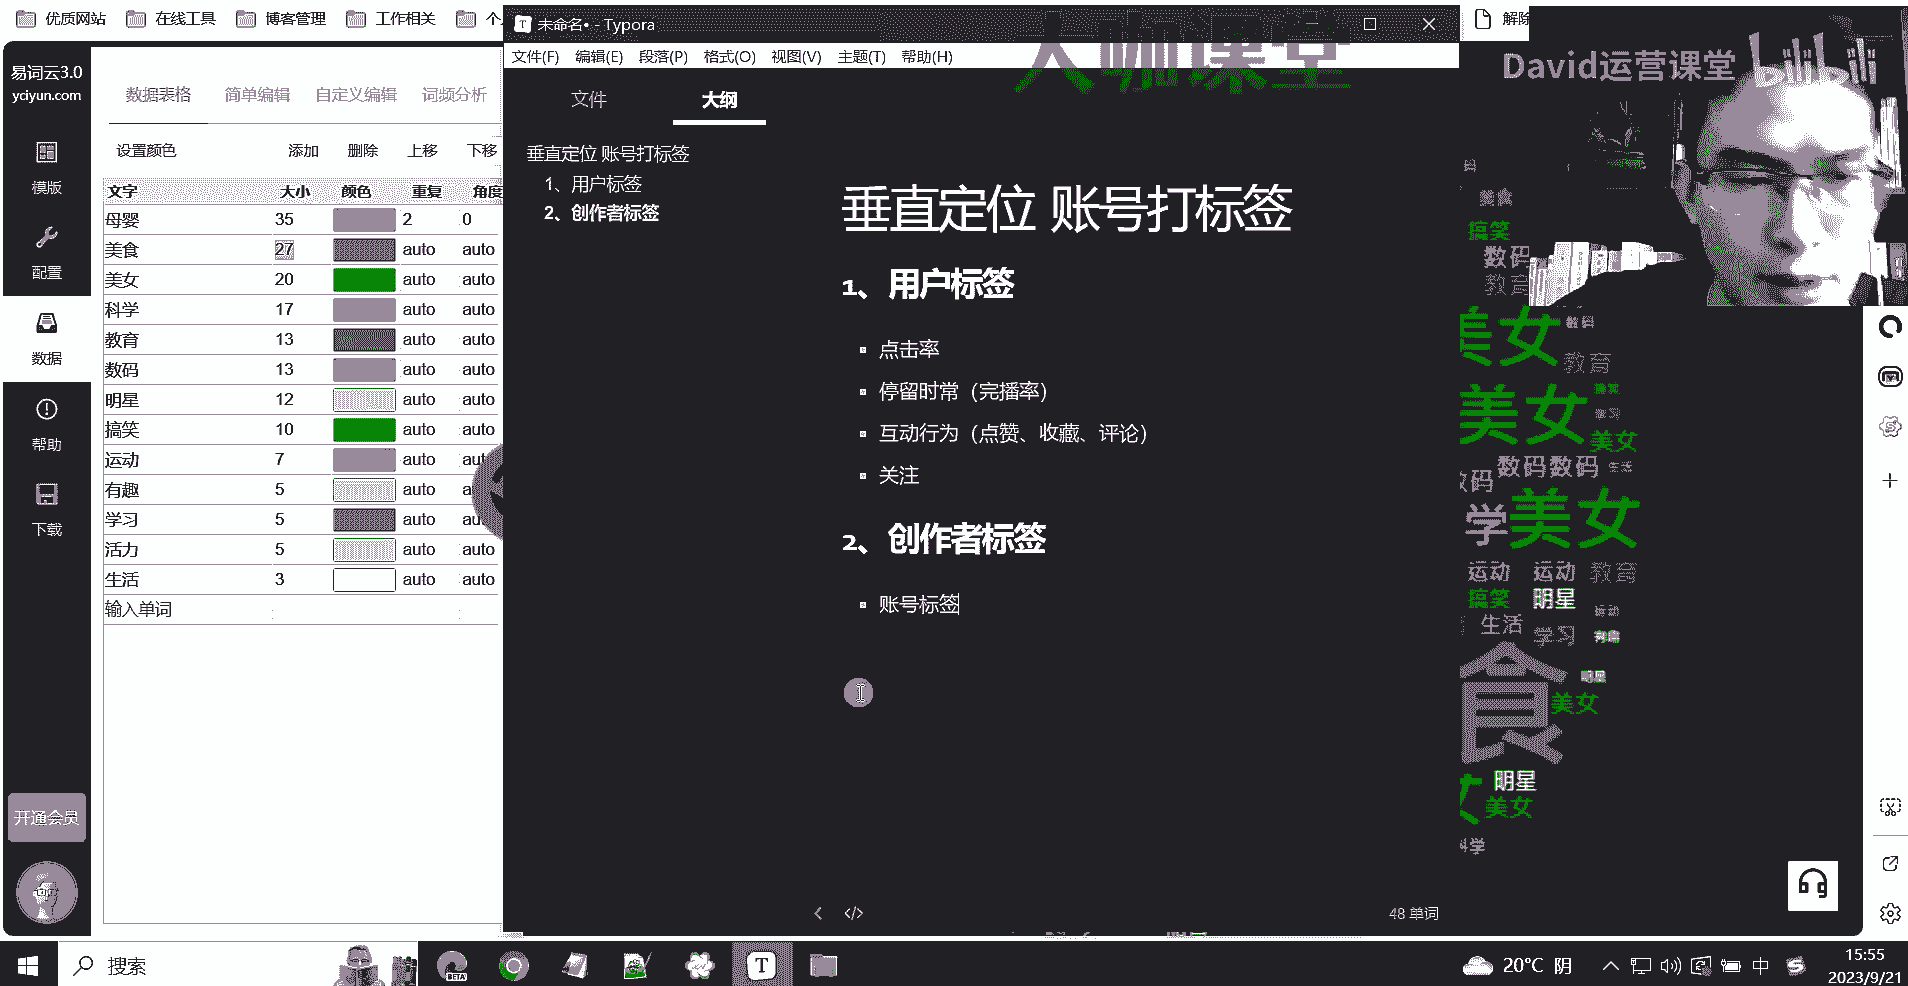 优质网站
在线工具
博客管理
工作相关
未命名• - Typora
解除
文件(F) 编辑(E) 段落(P) 格式(O) 视图(V) 主题(T) 帮助(H)
大咖课堂
David运营课堂
易词云3.0
yciyun.com
模版
配置
数据
帮助
下载
开通会员
数据表格 简单编辑 自定义编辑 词频分析
设置颜色 添加 删除 上移 下移
文字 大小 颜色 重复 角度
母婴 35 2 0
美食 27 auto auto
美女 20 auto auto
科学 17 auto auto
教育 13 auto auto
数码 13 auto auto
明星 12 auto auto
搞笑 10 auto auto
运动 7 auto
有趣 5 auto
学习 5 auto
活力 5 auto auto
生活 3 auto auto
输入单词
文件 大纲
垂直定位 账号打标签
1、用户标签
2、创作者标签
垂直定位 账号打标签
1、用户标签
点击率
停留时常（完播率）
互动行为（点赞、收藏、评论）
关注
2、创作者标签
账号标签
48 单词
美食
搞笑
数码
教育
美女 数码
教育
美女
美女
数码数码 生活
数码
学 美女
运动 运动 教育
搞笑 明星
生活 学习
食
美女
明星
美女
科学
搜索
BETA
20°C 阴
中
15:55
2023/9/21